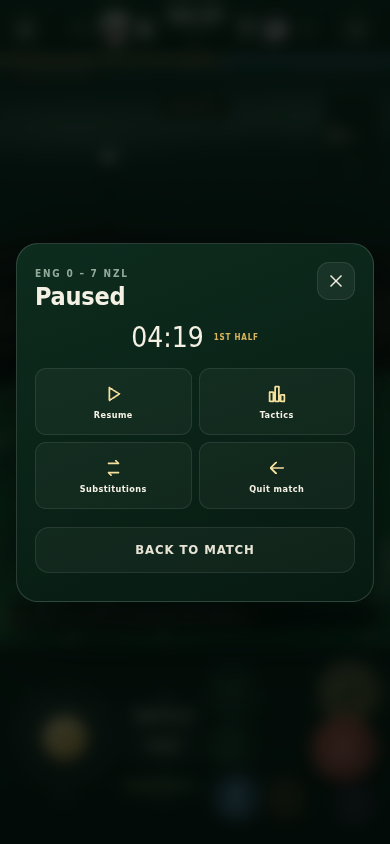 ENG 0 - 7 NZL
Paused
04:19 1ST HALF
Resume
Tactics
Substitutions
Quit match
BACK TO MATCH